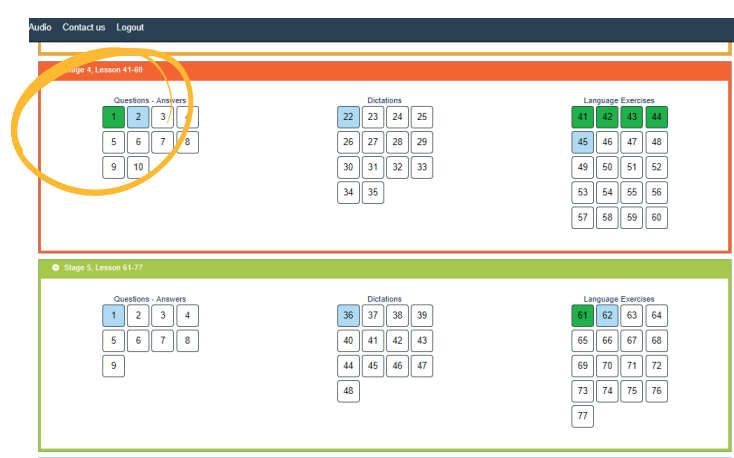 Audio Contact us Logout
Stage 4, Lesson 41-60
Questions - Answers Dictations Language Exercises
1 2 3 4 22 23 24 25 41 42 43 44
5 6 7 8 26 27 28 29 45 46 47 48
9 10 30 31 32 33 49 50 51 52
34 35 53 54 55 56
57 58 59 60
Stage 5, Lesson 61-77
Questions - Answers Dictations Language Exercises
1 2 3 4 36 37 38 39 61 62 63 64
5 6 7 8 40 41 42 43 65 66 67 68
9 44 45 46 47 69 70 71 72
48 73 74 75 76
77